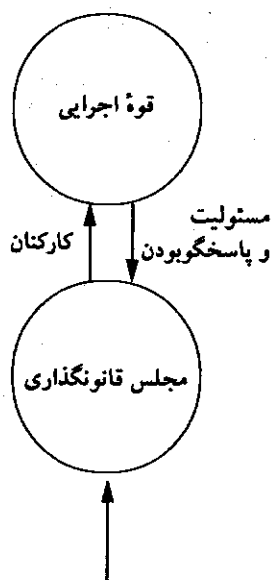 قوهٔ اجرایی
مسئولیت
و پاسخگوبودن
کارکنان
مجلس قانونگذاری